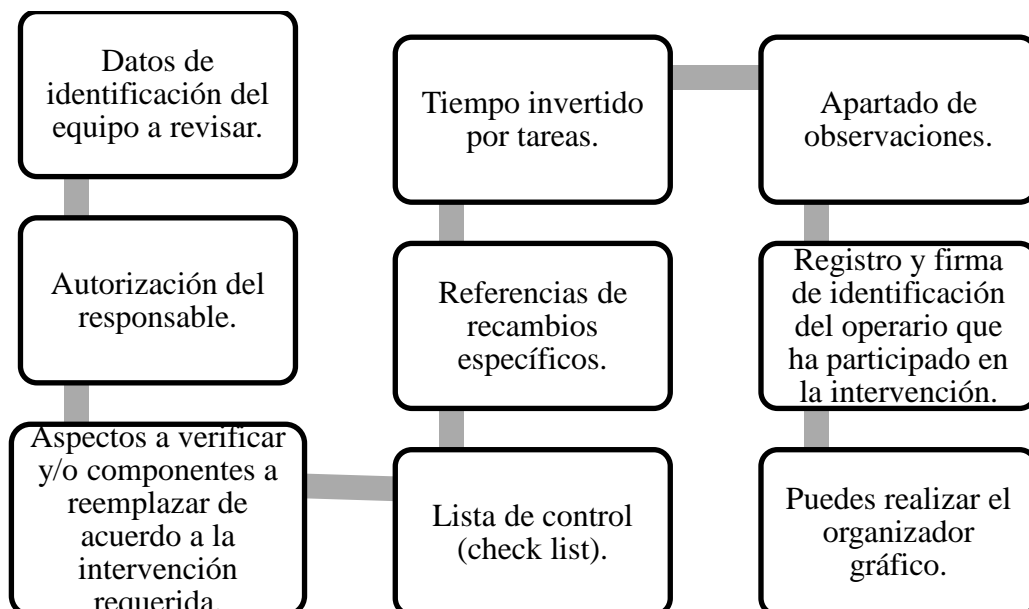 Datos de
identificación del
equipo a revisar.
Autorización del
responsable.
Aspectos a verificar
y/o componentes a
reemplazar de
acuerdo a la
intervención
requerida.
Lista de control
(check list).
Referencias de
recambios
específicos.
Tiempo invertido
por tareas.
Apartado de
observaciones.
Registro y firma
de identificación
del operario que
ha participado en
la intervención.
Puedes realizar el
organizador
gráfico.